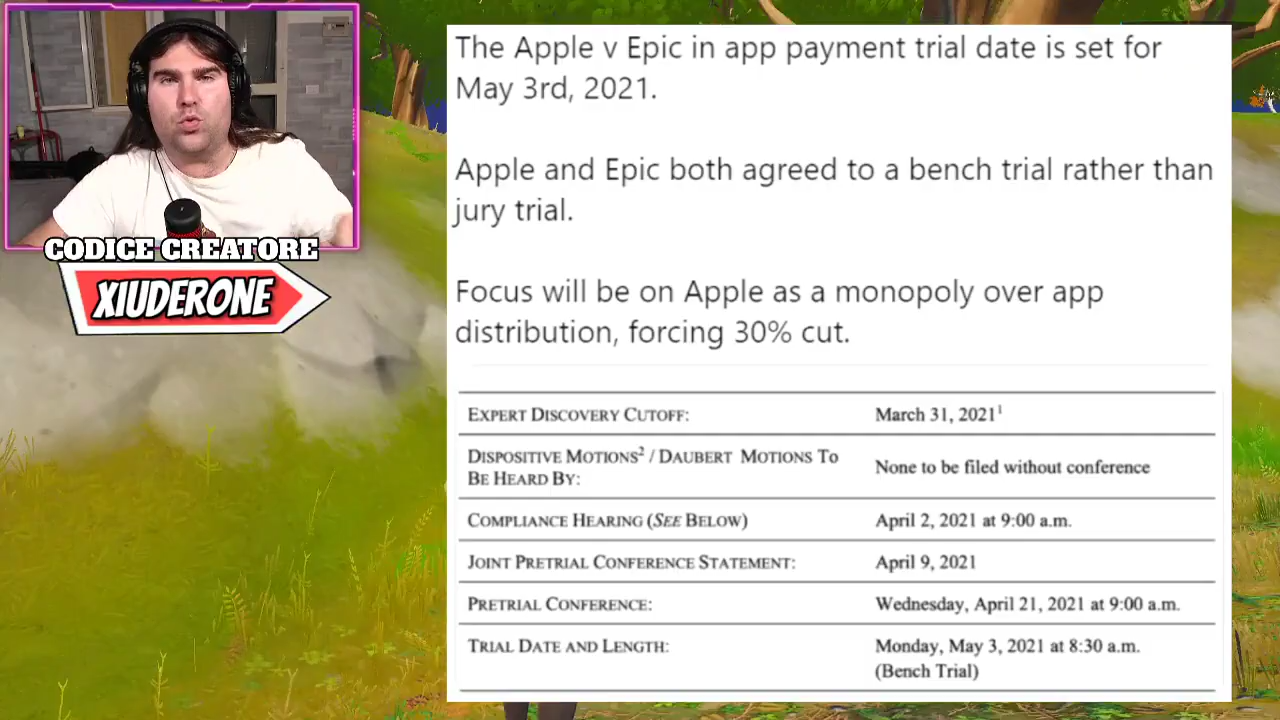 The Apple v Epic in app payment trial date is set for
May 3rd, 2021.
Apple and Epic both agreed to a bench trial rather than
jury trial.
Focus will be on Apple as a monopoly over app
distribution, forcing 30% cut.
EXPERT DISCOVERY CUTOFF: March 31, 2021¹
DISPOSITIVE MOTIONS² / DAUBERT MOTIONS TO
BE HEARD BY: None to be filed without conference
COMPLIANCE HEARING (SEE BELOW) April 2, 2021 at 9:00 a.m.
JOINT PRETRIAL CONFERENCE STATEMENT: April 9, 2021
PRETRIAL CONFERENCE: Wednesday, April 21, 2021 at 9:00 a.m.
TRIAL DATE AND LENGTH: Monday, May 3, 2021 at 8:30 a.m.
(Bench Trial)
CODICE CREATORE
XIUDERONE